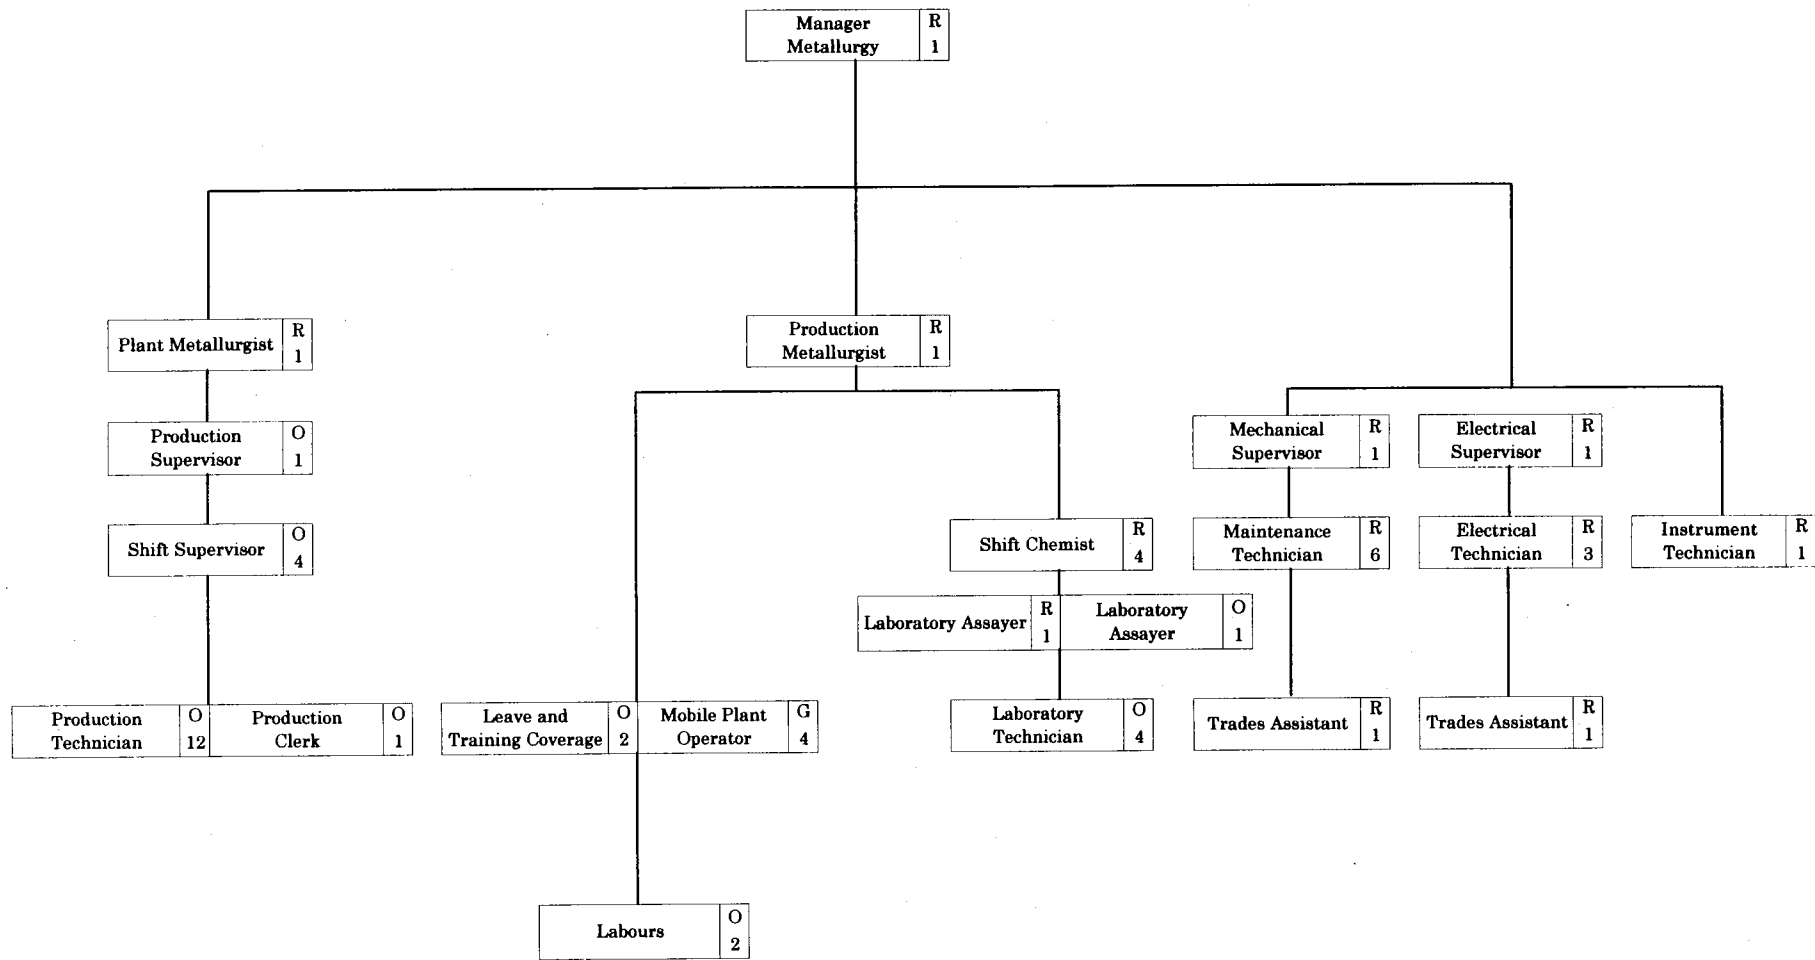 Manager
Metallurgy
R
1
Plant Metallurgist
R
1
Production
Metallurgist
R
1
Production
Supervisor
O
1
Mechanical
Supervisor
R
1
Electrical
Supervisor
R
1
Shift Supervisor
O
4
Shift Chemist
R
4
Maintenance
Technician
R
6
Electrical
Technician
R
3
Instrument
Technician
R
1
Laboratory Assayer
R
1
Laboratory
Assayer
O
1
Production
Technician
O
12
Production
Clerk
O
1
Leave and
Training Coverage
O
2
Mobile Plant
Operator
G
4
Laboratory
Technician
O
4
Trades Assistant
R
1
Trades Assistant
R
1
Labours
O
2